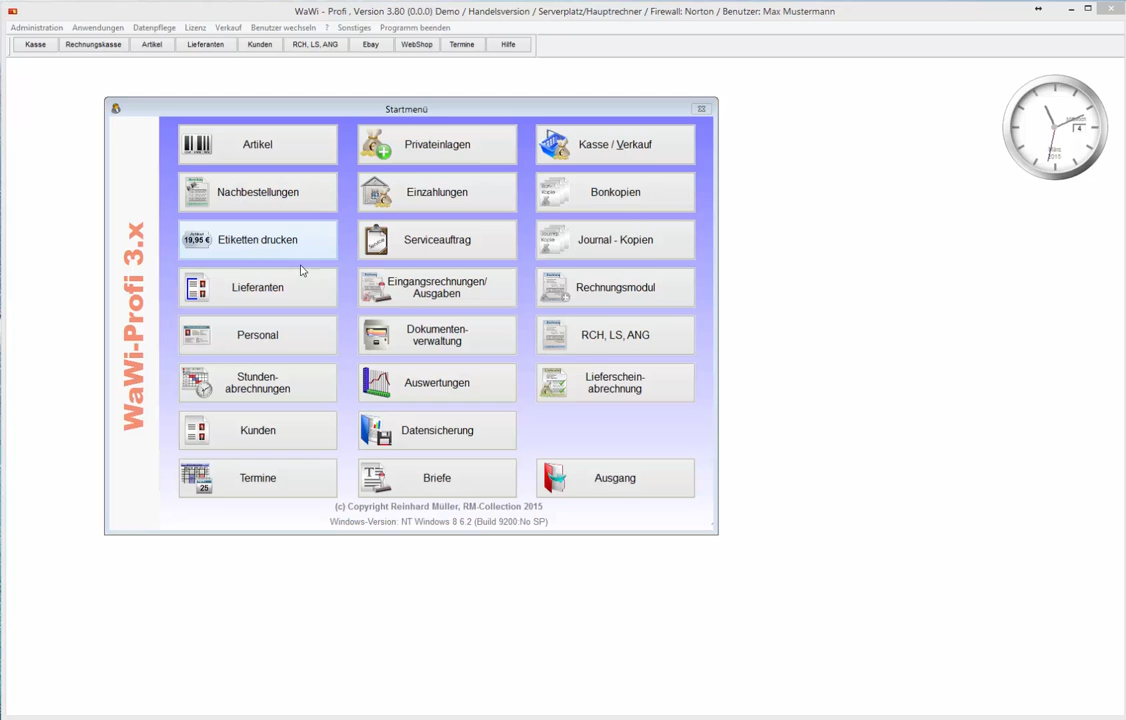 WaWi - Profi , Version 3.80 (0.0.0) Demo / Handelsversion / Serverplatz/Hauptrechner / Firewall: Norton / Benutzer: Max Mustermann
Administration Anwendungen Datenpflege Lizenz Verkauf Benutzer wechseln ? Sonstiges Programm beenden
Kasse Rechnungskasse Artikel Lieferanten Kunden RCH, LS, ANG Ebay WebShop Termine Hilfe
Startmenü
WaWi-Profi 3.x
Artikel
Nachbestellungen
19,95 €
Etiketten drucken
Lieferanten
Personal
Stunden-
abrechnungen
Kunden
25
Termine
Privateinlagen
Einzahlungen
Serviceauftrag
Eingangsrechnungen/
Ausgaben
Dokumenten-
verwaltung
Auswertungen
Datensicherung
Briefe
Kasse / Verkauf
Bonkopien
Journal - Kopien
Rechnungsmodul
RCH, LS, ANG
Lieferschein-
abrechnung
Ausgang
(c) Copyright Reinhard Müller, RM-Collection 2015
Windows-Version: NT Windows 8 6.2 (Build 9200:No SP)
4
März
2015